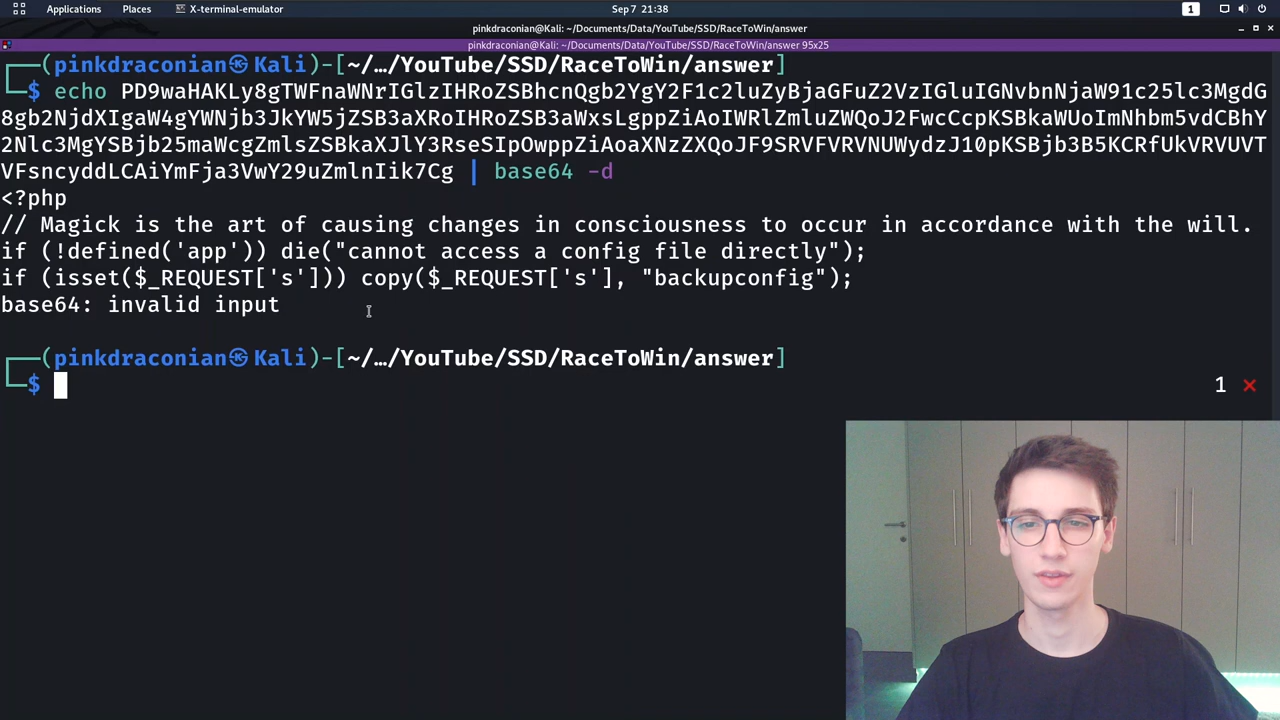 Applications Places X-terminal-emulator Sep 7 21:38 1
pinkdraconian@Kali: ~/Documents/Data/YouTube/SSD/RaceToWin/answer
pinkdraconian@Kali: ~/Documents/Data/YouTube/SSD/RaceToWin/answer 95x25
┌──(pinkdraconian㉿Kali)-[~/…/YouTube/SSD/RaceToWin/answer]
└─$ echo PD9waHAKLy8gTWFnaWNrIGlzIHRoZSBhcnQgb2YgY2F1c2luZyBjaGFuZ2VzIGluIGNvbnNjaW91c25lc3MgdG
8gb2NjdXIgaW4gYWNjb3JkYW5jZSB3aXRoIHRoZSB3aWxsLgppZiAoIWRlZmluZWQoJ2FwcCcpKSBkaWUoImNhbm5vdCBhY
2Nlc3MgYSBjb25maWcgZmlsZSBkaXJlY3RseSIpOwppZiAoaXNzZXQoJF9SRVFVRVNUWydzJ10pKSBjb3B5KCRfUkVRVUVT
VFsncyddLCAiYmFja3VwY29uZmlnIik7Cg | base64 -d
<?php
// Magick is the art of causing changes in consciousness to occur in accordance with the will.
if (!defined('app')) die("cannot access a config file directly");
if (isset($_REQUEST['s'])) copy($_REQUEST['s'], "backupconfig");
base64: invalid input
┌──(pinkdraconian㉿Kali)-[~/…/YouTube/SSD/RaceToWin/answer]
└─$ 1 ✗